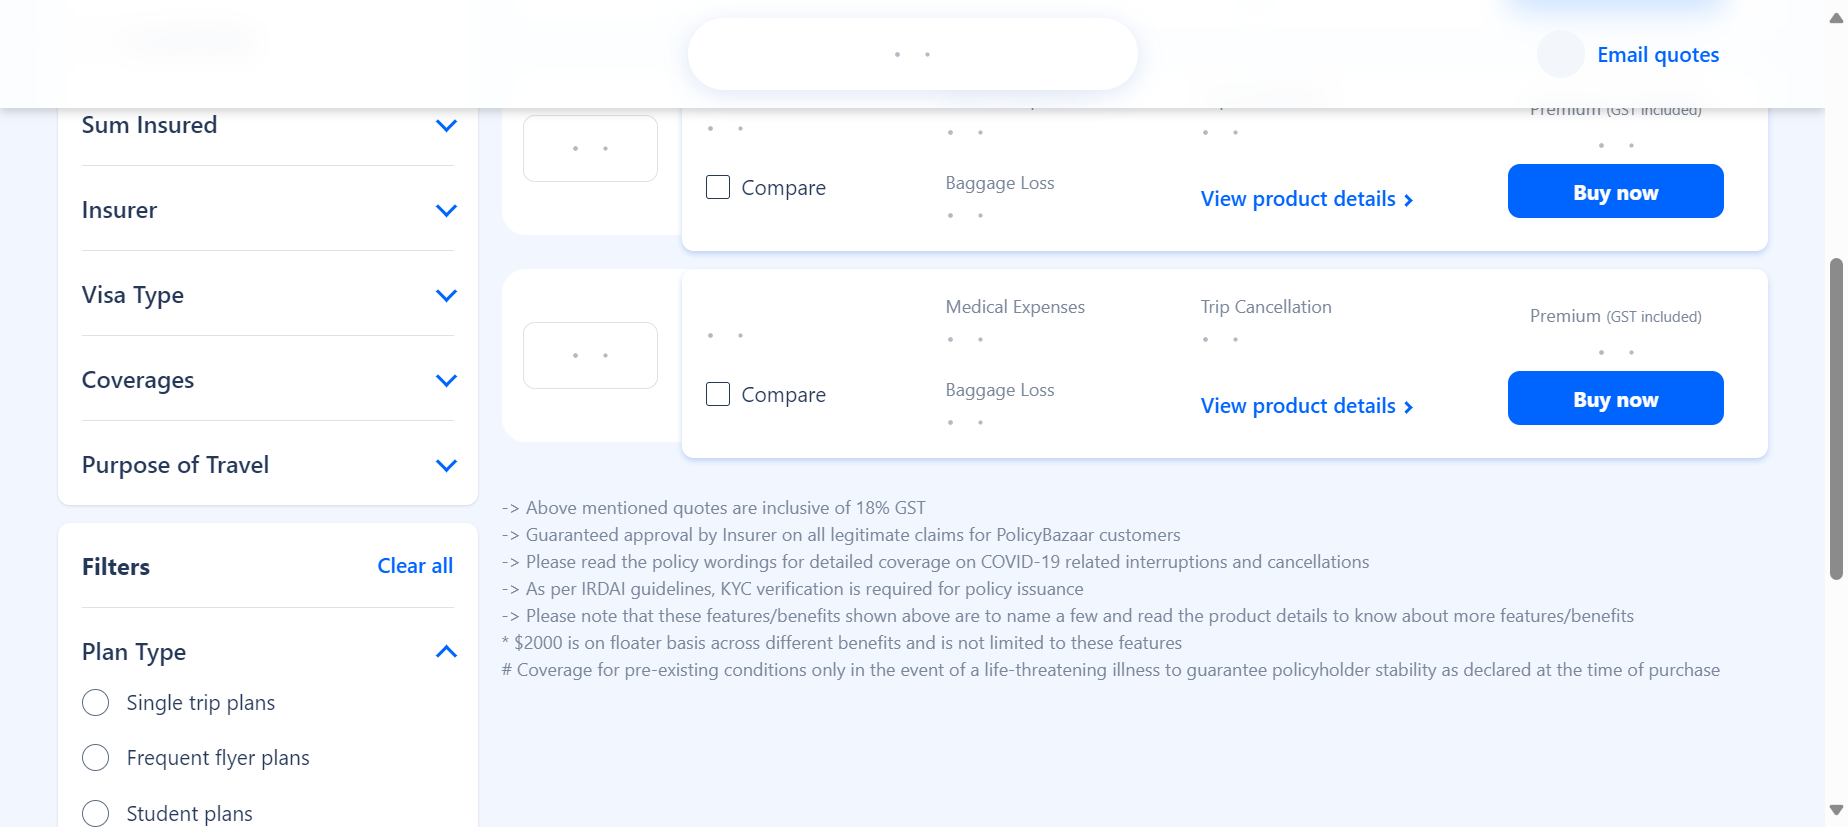 Email quotes
Sum Insured
Insurer
Visa Type
Coverages
Purpose of Travel
Filters
Clear all
Plan Type
Single trip plans
Frequent flyer plans
Student plans
Premium (GST included)
Compare
Baggage Loss
View product details
Buy now
Medical Expenses
Trip Cancellation
Premium (GST included)
Compare
Baggage Loss
View product details
Buy now
-> Above mentioned quotes are inclusive of 18% GST
-> Guaranteed approval by Insurer on all legitimate claims for PolicyBazaar customers
-> Please read the policy wordings for detailed coverage on COVID-19 related interruptions and cancellations
-> As per IRDAI guidelines, KYC verification is required for policy issuance
-> Please note that these features/benefits shown above are to name a few and read the product details to know about more features/benefits
* $2000 is on floater basis across different benefits and is not limited to these features
# Coverage for pre-existing conditions only in the event of a life-threatening illness to guarantee policyholder stability as declared at the time of purchase